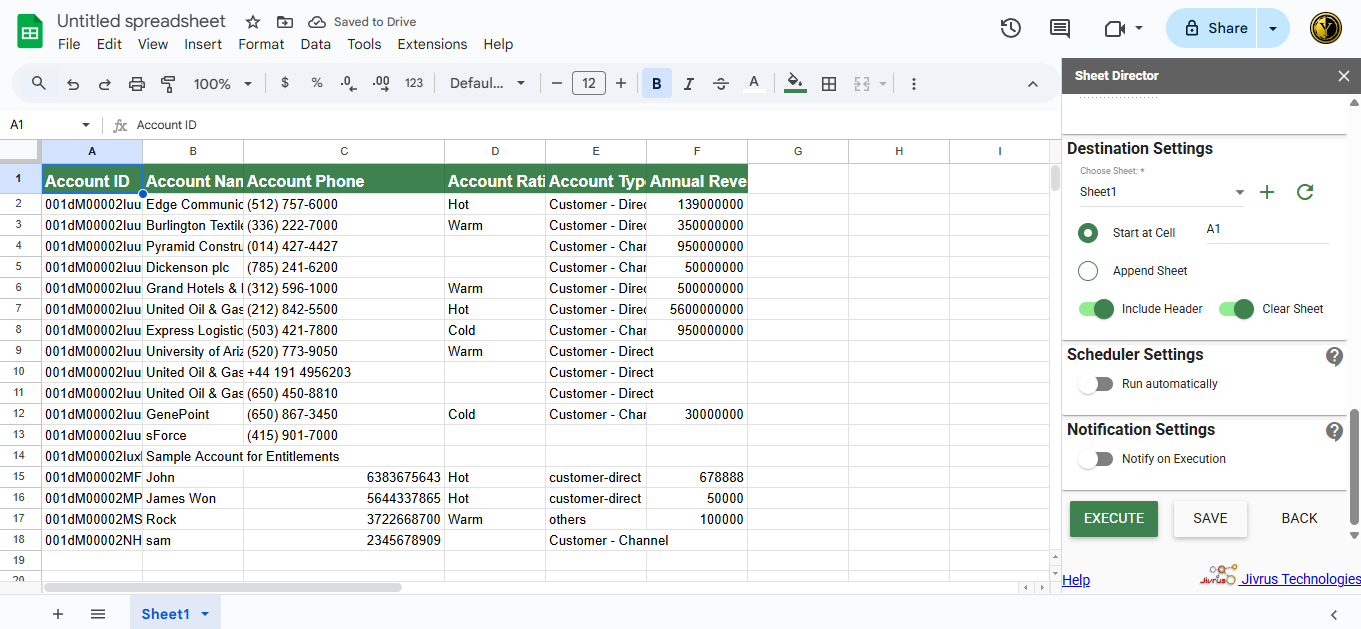 Untitled spreadsheet Saved to Drive
File Edit View Insert Format Data Tools Extensions Help
Share
100% $ % .0 .00 123 Defaul... 12 B I A
A1 fx Account ID
A B C D E F G H I
1 Account ID Account Nam Account Phone Account Rati Account Typ Annual Reve
2 001dM00002Iuu Edge Communic (512) 757-6000 Hot Customer - Direc 139000000
3 001dM00002Iuu Burlington Textile (336) 222-7000 Warm Customer - Direc 350000000
4 001dM00002Iuu Pyramid Constru (014) 427-4427 Customer - Char 950000000
5 001dM00002Iuu Dickenson plc (785) 241-6200 Customer - Char 50000000
6 001dM00002Iuu Grand Hotels & (312) 596-1000 Warm Customer - Direc 500000000
7 001dM00002Iuu United Oil & Gas (212) 842-5500 Hot Customer - Direc 5600000000
8 001dM00002Iuu Express Logistic (503) 421-7800 Cold Customer - Char 950000000
9 001dM00002Iuu University of Ariz (520) 773-9050 Warm Customer - Direct
10 001dM00002Iuu United Oil & Gas +44 191 4956203 Customer - Direct
11 001dM00002Iuu United Oil & Gas (650) 450-8810 Customer - Direct
12 001dM00002Iuu GenePoint (650) 867-3450 Cold Customer - Char 30000000
13 001dM00002Iuu sForce (415) 901-7000
14 001dM00002Iuxl Sample Account for Entitlements
15 001dM00002MF John 6383675643 Hot customer-direct 678888
16 001dM00002MP James Won 5644337865 Hot customer-direct 50000
17 001dM00002MS Rock 3722668700 Warm others 100000
18 001dM00002NH sam 2345678909 Customer - Channel
19
20
Sheet1
Sheet Director
Destination Settings
Choose Sheet: *
Sheet1
Start at Cell A1
Append Sheet
Include Header Clear Sheet
Scheduler Settings
Run automatically
Notification Settings
Notify on Execution
EXECUTE SAVE BACK
Help Jivrus Jivrus Technologies